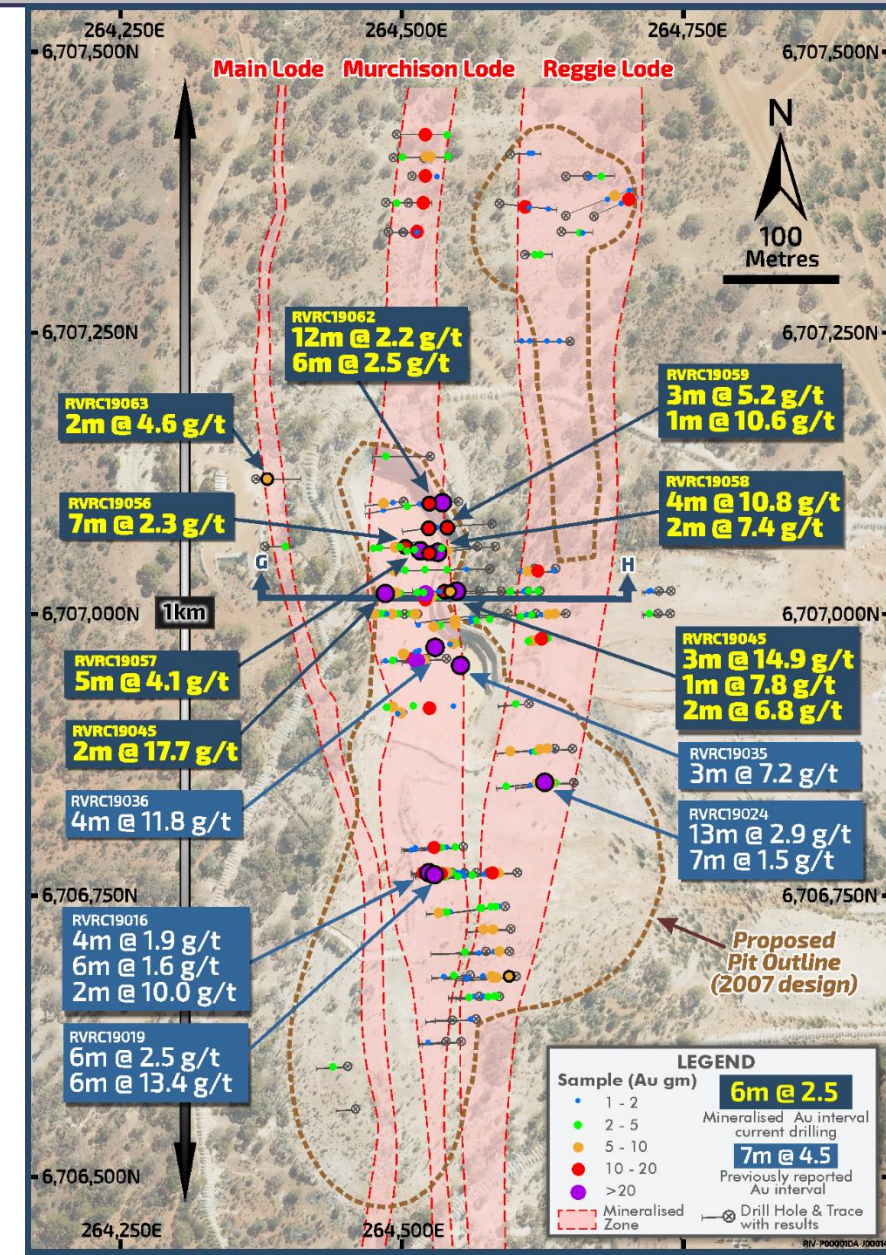 264,250E
264,500E
264,750E
6,707,500N
6,707,500N
Main Lode
Murchison Lode
Reggie Lode
N
100
Metres
6,707,250N
6,707,250N
RVRC19062
12m @ 2.2 g/t
6m @ 2.5 g/t
RVRC19063
2m @ 4.6 g/t
RVRC19059
3m @ 5.2 g/t
1m @ 10.6 g/t
RVRC19056
7m @ 2.3 g/t
RVRC19058
4m @ 10.8 g/t
2m @ 7.4 g/t
G
H
6,707,000N
1km
6,707,000N
RVRC19057
5m @ 4.1 g/t
RVRC19045
3m @ 14.9 g/t
1m @ 7.8 g/t
2m @ 6.8 g/t
RVRC19045
2m @ 17.7 g/t
RVRC19035
3m @ 7.2 g/t
RVRC19036
4m @ 11.8 g/t
RVRC19024
13m @ 2.9 g/t
7m @ 1.5 g/t
6,706,750N
6,706,750N
RVRC19016
4m @ 1.9 g/t
6m @ 1.6 g/t
2m @ 10.0 g/t
Proposed
Pit Outline
(2007 design)
RVRC19019
6m @ 2.5 g/t
6m @ 13.4 g/t
LEGEND
Sample (Au gm)
1 - 2
2 - 5
5 - 10
10 - 20
>20
Mineralised
Zone
6m @ 2.5
Mineralised Au interval
current drilling
7m @ 4.5
Previously reported
Au interval
Drill Hole & Trace
with results
6,706,500N
264,250E
264,500E